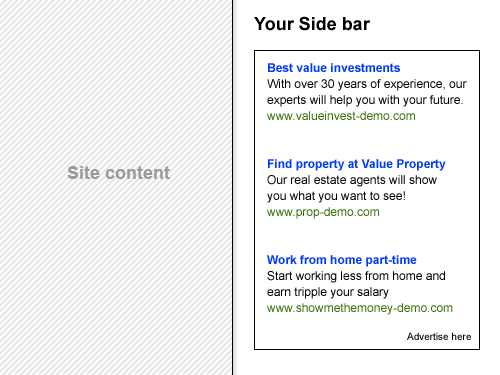 Site content
Your Side bar
Best value investments
With over 30 years of experience, our
experts will help you with your future.
www.valueinvest-demo.com
Find property at Value Property
Our real estate agents will show
you what you want to see!
www.prop-demo.com
Work from home part-time
Start working less from home and
earn tripple your salary
www.showmethemoney-demo.com
Advertise here